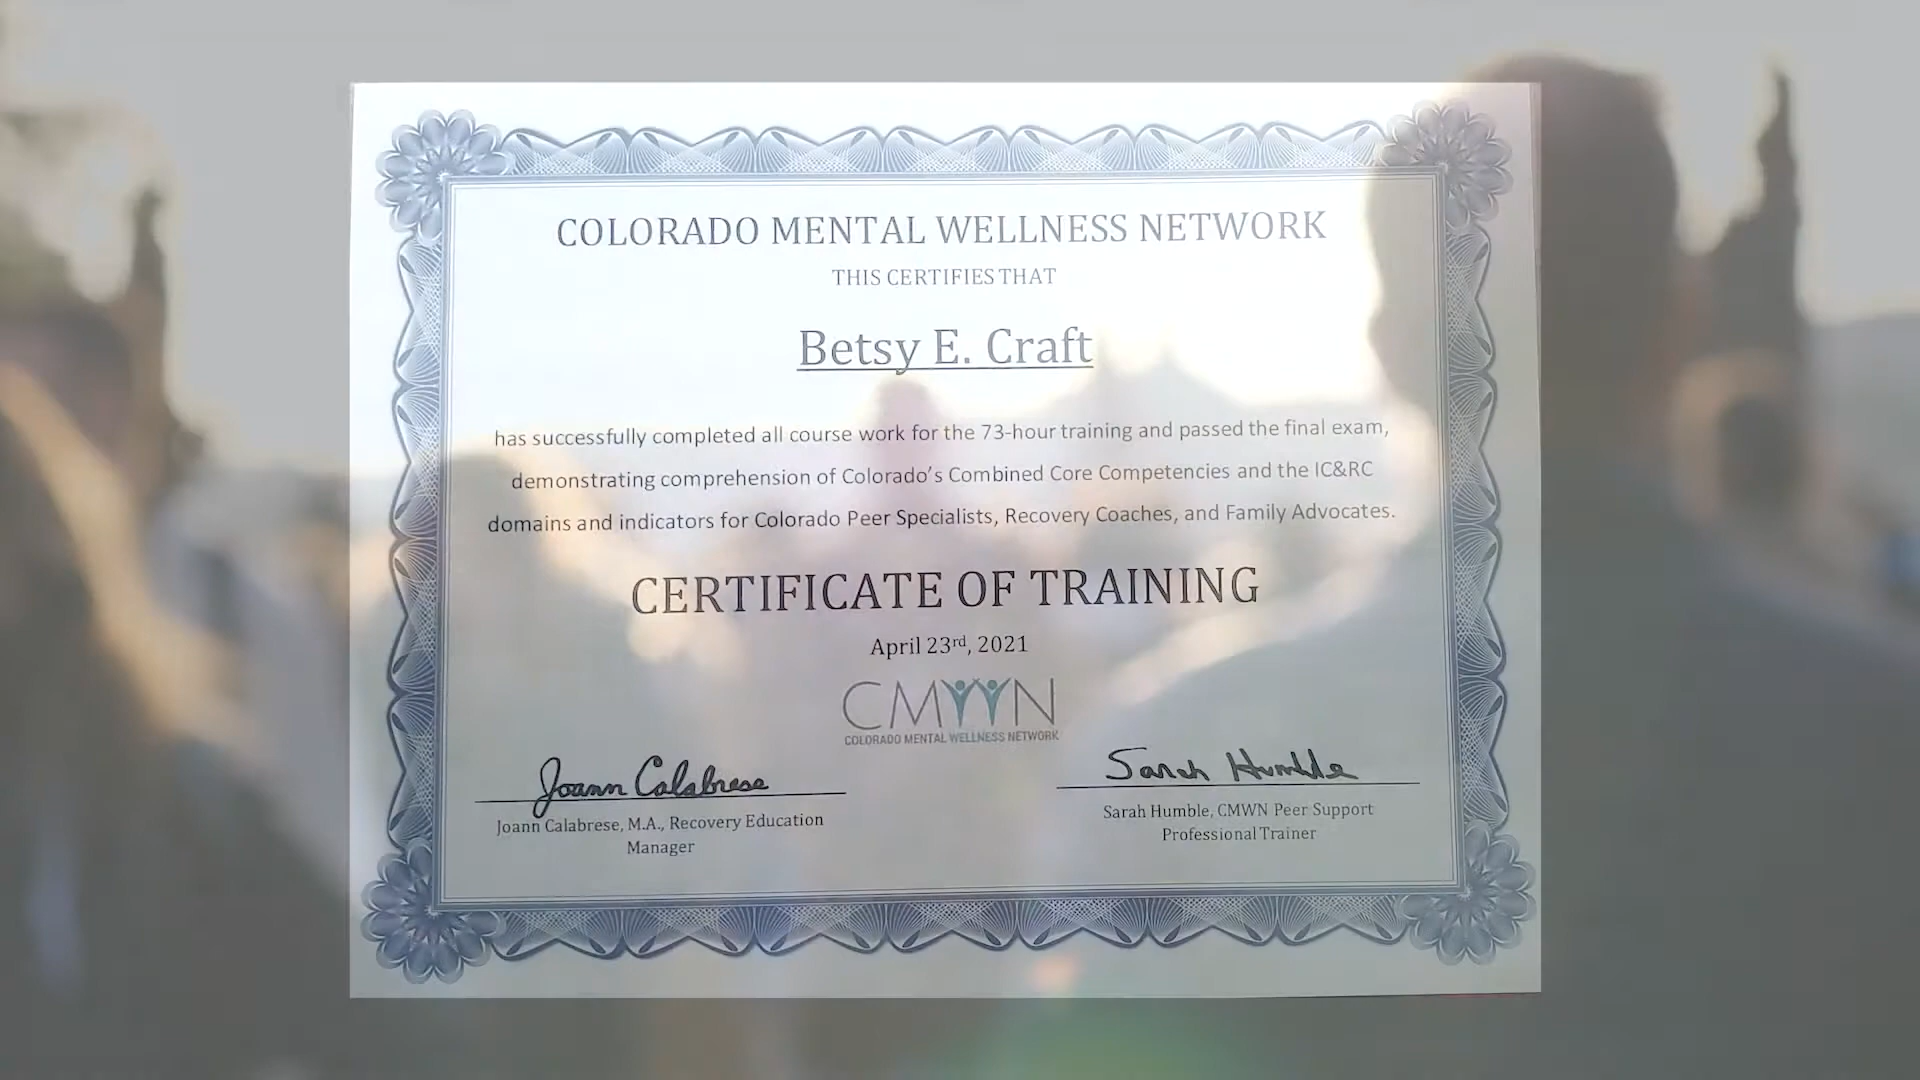 COLORADO MENTAL WELLNESS NETWORK
THIS CERTIFIES THAT
Betsy E. Craft
has successfully completed all course work for the 73-hour training and passed the final exam,
demonstrating comprehension of Colorado's Combined Core Competencies and the IC&RC
domains and indicators for Colorado Peer Specialists, Recovery Coaches, and Family Advocates.
CERTIFICATE OF TRAINING
April 23rd, 2021
CMWN
COLORADO MENTAL WELLNESS NETWORK
Joann Calabrese
Joann Calabrese, M.A., Recovery Education
Manager
Sarah Humble
Sarah Humble, CMWN Peer Support
Professional Trainer